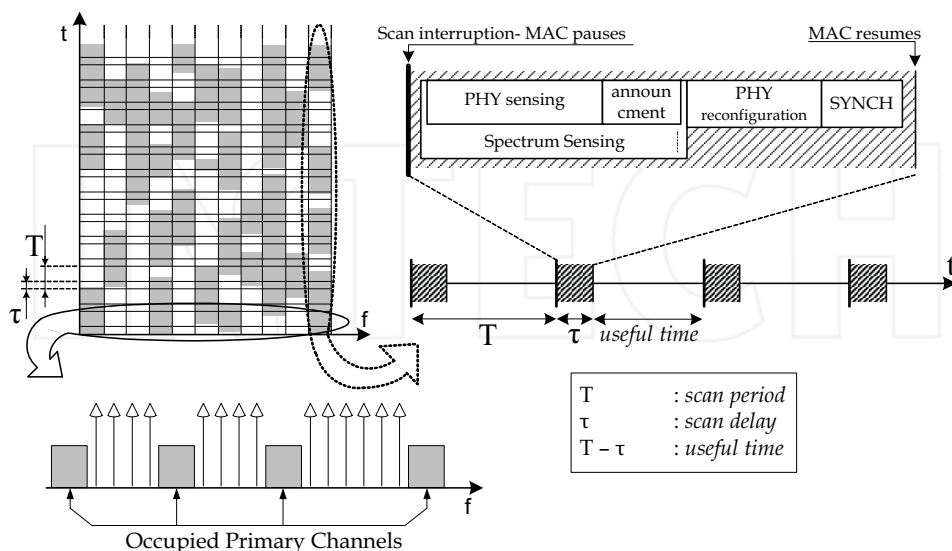 t
T
τ
f
Scan interruption- MAC pauses
MAC resumes
PHY sensing
announ
cment
PHY
reconfiguration
SYNCH
Spectrum Sensing
t
T
τ
useful time
T : scan period
τ : scan delay
T – τ : useful time
f
Occupied Primary Channels
INTECH